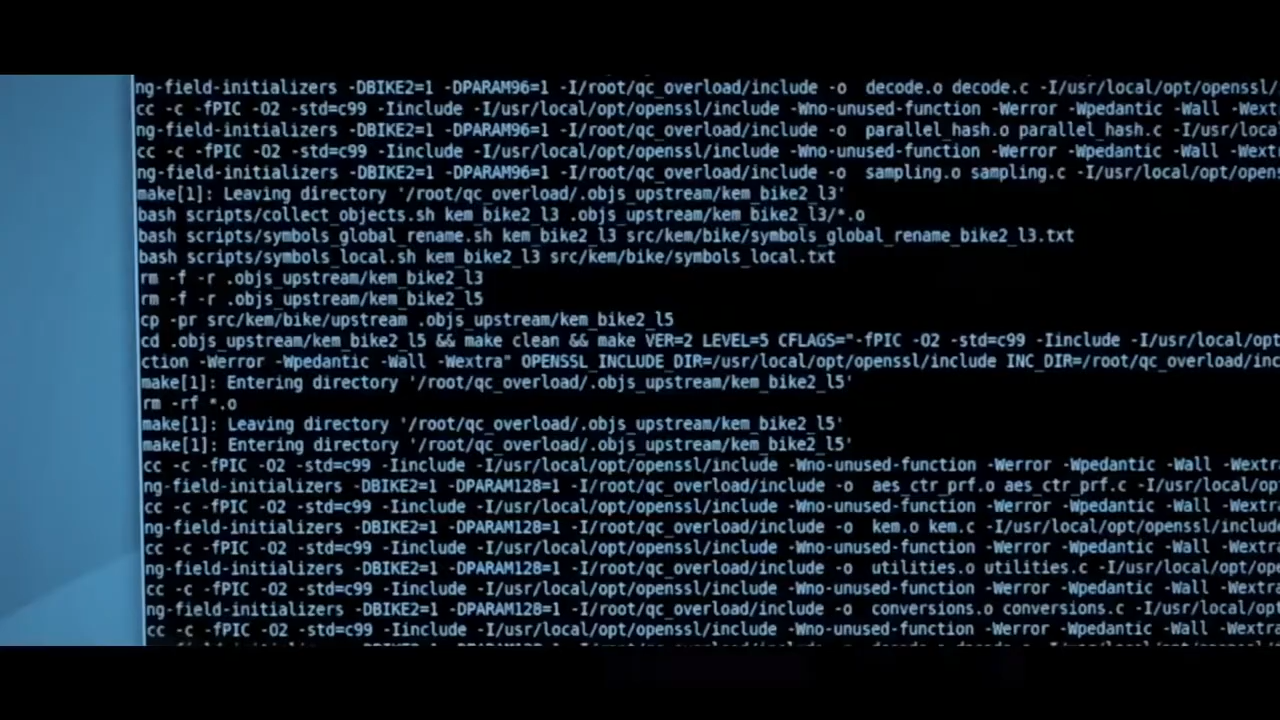 ng-field-initializers -DBIKE2=1 -DPARAM96=1 -I/root/qc_overload/include -o  decode.o decode.c -I/usr/local/opt/openssl/
cc -c -fPIC -O2 -std=c99 -Iinclude -I/usr/local/opt/openssl/include -Wno-unused-function -Werror -Wpedantic -Wall -Wext
ng-field-initializers -DBIKE2=1 -DPARAM96=1 -I/root/qc_overload/include -o  parallel_hash.o parallel_hash.c -I/usr/loca
cc -c -fPIC -O2 -std=c99 -Iinclude -I/usr/local/opt/openssl/include -Wno-unused-function -Werror -Wpedantic -Wall -Wext
ng-field-initializers -DBIKE2=1 -DPARAM96=1 -I/root/qc_overload/include -o  sampling.o sampling.c -I/usr/local/opt/opens
make[1]: Leaving directory '/root/qc_overload/.objs_upstream/kem_bike2_l3'
bash scripts/collect_objects.sh kem_bike2_l3 .objs_upstream/kem_bike2_l3/*.o
bash scripts/symbols_global_rename.sh kem_bike2_l3 src/kem/bike/symbols_global_rename_bike2_l3.txt
bash scripts/symbols_local.sh kem_bike2_l3 src/kem/bike/symbols_local.txt
rm -f -r .objs_upstream/kem_bike2_l3
rm -f -r .objs_upstream/kem_bike2_l5
cp -pr src/kem/bike/upstream .objs_upstream/kem_bike2_l5
cd .objs_upstream/kem_bike2_l5 && make clean && make VER=2 LEVEL=5 CFLAGS="-fPIC -O2 -std=c99 -Iinclude -I/usr/local/opt
ction -Werror -Wpedantic -Wall -Wextra" OPENSSL_INCLUDE_DIR=/usr/local/opt/openssl/include INC_DIR=/root/qc_overload/inc
make[1]: Entering directory '/root/qc_overload/.objs_upstream/kem_bike2_l5'
rm -rf *.o
make[1]: Leaving directory '/root/qc_overload/.objs_upstream/kem_bike2_l5'
make[1]: Entering directory '/root/qc_overload/.objs_upstream/kem_bike2_l5'
cc -c -fPIC -O2 -std=c99 -Iinclude -I/usr/local/opt/openssl/include -Wno-unused-function -Werror -Wpedantic -Wall -Wextra
ng-field-initializers -DBIKE2=1 -DPARAM128=1 -I/root/qc_overload/include -o  aes_ctr_prf.o aes_ctr_prf.c -I/usr/local/op
cc -c -fPIC -O2 -std=c99 -Iinclude -I/usr/local/opt/openssl/include -Wno-unused-function -Werror -Wpedantic -Wall -Wextra
ng-field-initializers -DBIKE2=1 -DPARAM128=1 -I/root/qc_overload/include -o  kem.o kem.c -I/usr/local/opt/openssl/includ
cc -c -fPIC -O2 -std=c99 -Iinclude -I/usr/local/opt/openssl/include -Wno-unused-function -Werror -Wpedantic -Wall -Wextra
ng-field-initializers -DBIKE2=1 -DPARAM128=1 -I/root/qc_overload/include -o  utilities.o utilities.c -I/usr/local/opt/ope
cc -c -fPIC -O2 -std=c99 -Iinclude -I/usr/local/opt/openssl/include -Wno-unused-function -Werror -Wpedantic -Wall -Wextra
ng-field-initializers -DBIKE2=1 -DPARAM128=1 -I/root/qc_overload/include -o  conversions.o conversions.c -I/usr/local/opt
cc -c -fPIC -O2 -std=c99 -Iinclude -I/usr/local/opt/openssl/include -Wno-unused-function -Werror -Wpedantic -Wall -Wextra